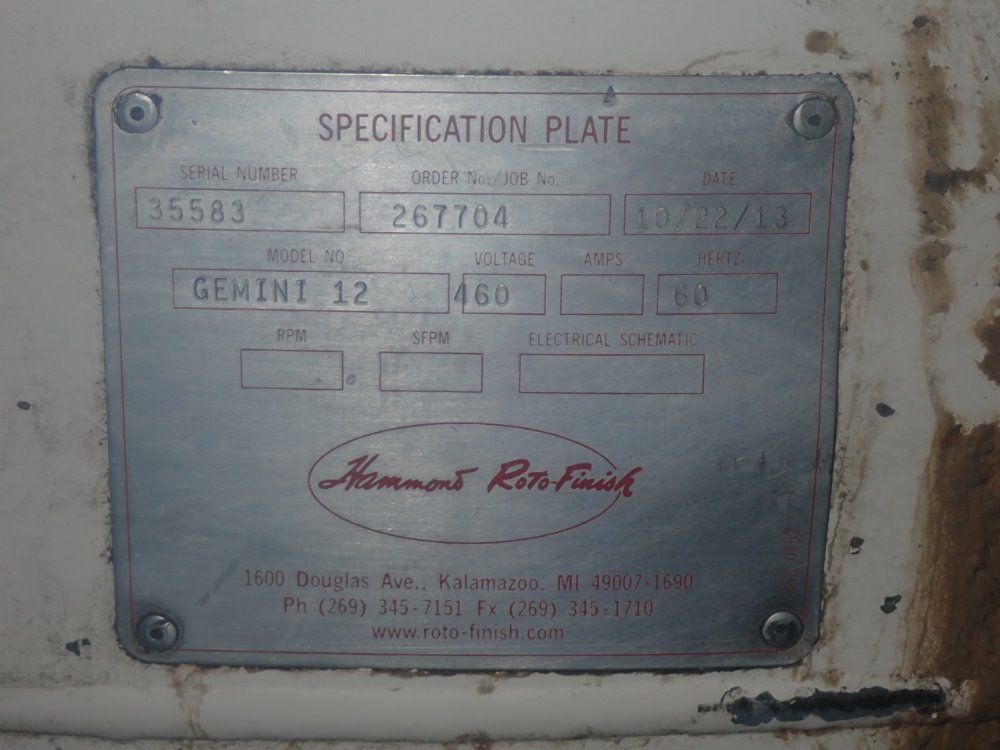 SPECIFICATION PLATE
SERIAL NUMBER ORDER No./JOB No. DATE
35583 267704 10/22/13
MODEL NO. VOLTAGE AMPS HERTZ
GEMINI 12 460 60
RPM SFPM ELECTRICAL SCHEMATIC
Hammond Roto-Finish
1600 Douglas Ave., Kalamazoo, MI 49007-1690
Ph (269) 345-7151 Fx (269) 345-1710
www.roto-finish.com